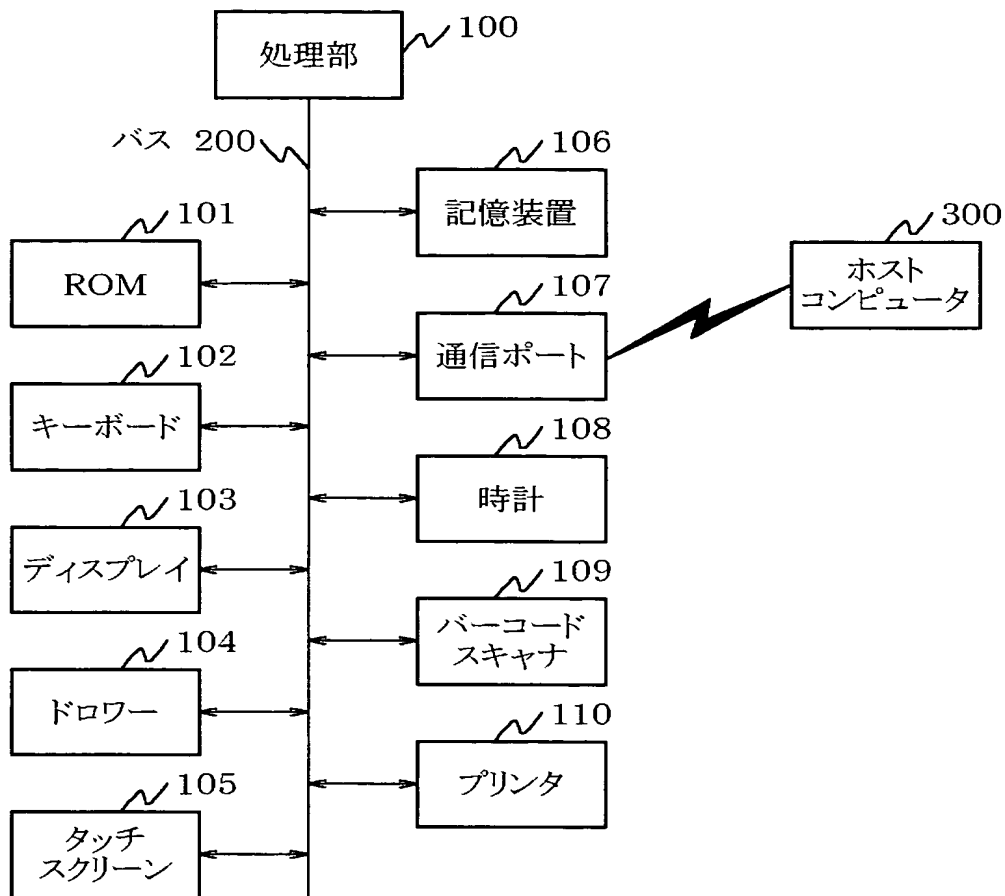 処理部
100
バス 200
106
記憶装置
101
ROM
300
ホスト
コンピュータ
107
通信ポート
102
キーボード
108
時計
103
ディスプレイ
109
バーコード
スキャナ
104
ドロワー
110
プリンタ
105
タッチ
スクリーン